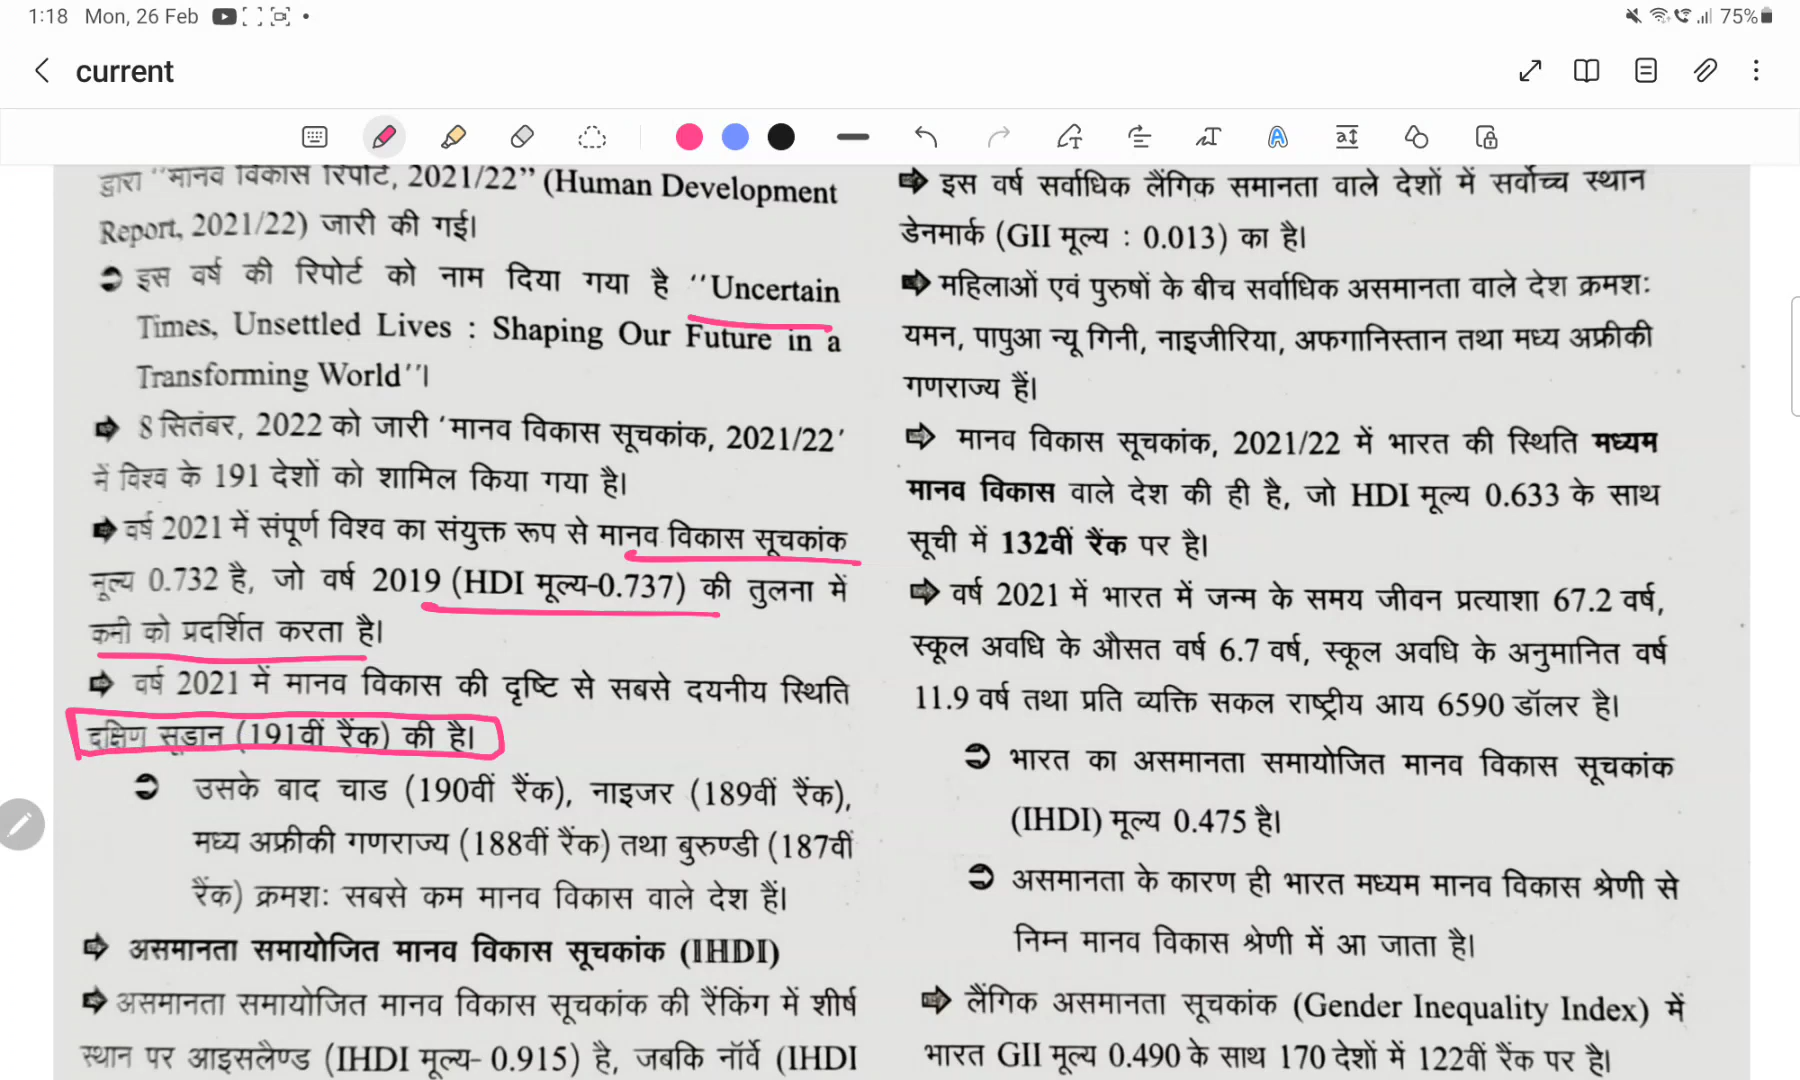 1:18 Mon, 26 Feb
75%
current
द्वारा "मानव विकास रिपोर्ट, 2021/22" (Human Development
Report, 2021/22) जारी की गई।
इस वर्ष की रिपोर्ट को नाम दिया गया है ''Uncertain
Times, Unsettled Lives : Shaping Our Future in a
Transforming World''।
8 सितंबर, 2022 को जारी 'मानव विकास सूचकांक, 2021/22'
में विश्व के 191 देशों को शामिल किया गया है।
वर्ष 2021 में संपूर्ण विश्व का संयुक्त रूप से मानव विकास सूचकांक
मूल्य 0.732 है, जो वर्ष 2019 (HDI मूल्य-0.737) की तुलना में
कमी को प्रदर्शित करता है।
वर्ष 2021 में मानव विकास की दृष्टि से सबसे दयनीय स्थिति
दक्षिण सूडान (191वीं रैंक) की है।
उसके बाद चाड (190वीं रैंक), नाइजर (189वीं रैंक),
मध्य अफ्रीकी गणराज्य (188वीं रैंक) तथा बुरुण्डी (187वीं
रैंक) क्रमशः सबसे कम मानव विकास वाले देश हैं।
असमानता समायोजित मानव विकास सूचकांक (IHDI)
असमानता समायोजित मानव विकास सूचकांक की रैंकिंग में शीर्ष
स्थान पर आइसलैण्ड (IHDI मूल्य- 0.915) है, जबकि नॉर्वे (IHDI
इस वर्ष सर्वाधिक लैंगिक समानता वाले देशों में सर्वोच्च स्थान
डेनमार्क (GII मूल्य : 0.013) का है।
महिलाओं एवं पुरुषों के बीच सर्वाधिक असमानता वाले देश क्रमशः
यमन, पापुआ न्यू गिनी, नाइजीरिया, अफगानिस्तान तथा मध्य अफ्रीकी
गणराज्य हैं।
मानव विकास सूचकांक, 2021/22 में भारत की स्थिति मध्यम
मानव विकास वाले देश की ही है, जो HDI मूल्य 0.633 के साथ
सूची में 132वीं रैंक पर है।
वर्ष 2021 में भारत में जन्म के समय जीवन प्रत्याशा 67.2 वर्ष,
स्कूल अवधि के औसत वर्ष 6.7 वर्ष, स्कूल अवधि के अनुमानित वर्ष
11.9 वर्ष तथा प्रति व्यक्ति सकल राष्ट्रीय आय 6590 डॉलर है।
भारत का असमानता समायोजित मानव विकास सूचकांक
(IHDI) मूल्य 0.475 है।
असमानता के कारण ही भारत मध्यम मानव विकास श्रेणी से
निम्न मानव विकास श्रेणी में आ जाता है।
लैंगिक असमानता सूचकांक (Gender Inequality Index) में
भारत GII मूल्य 0.490 के साथ 170 देशों में 122वीं रैंक पर है।